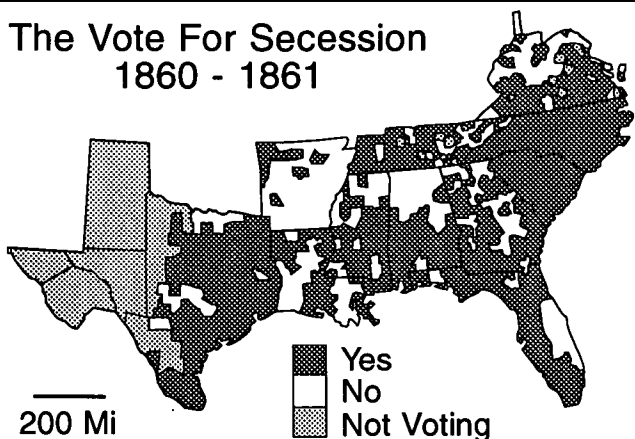 The Vote For Secession
1860 - 1861
Yes
No
Not Voting
200 Mi